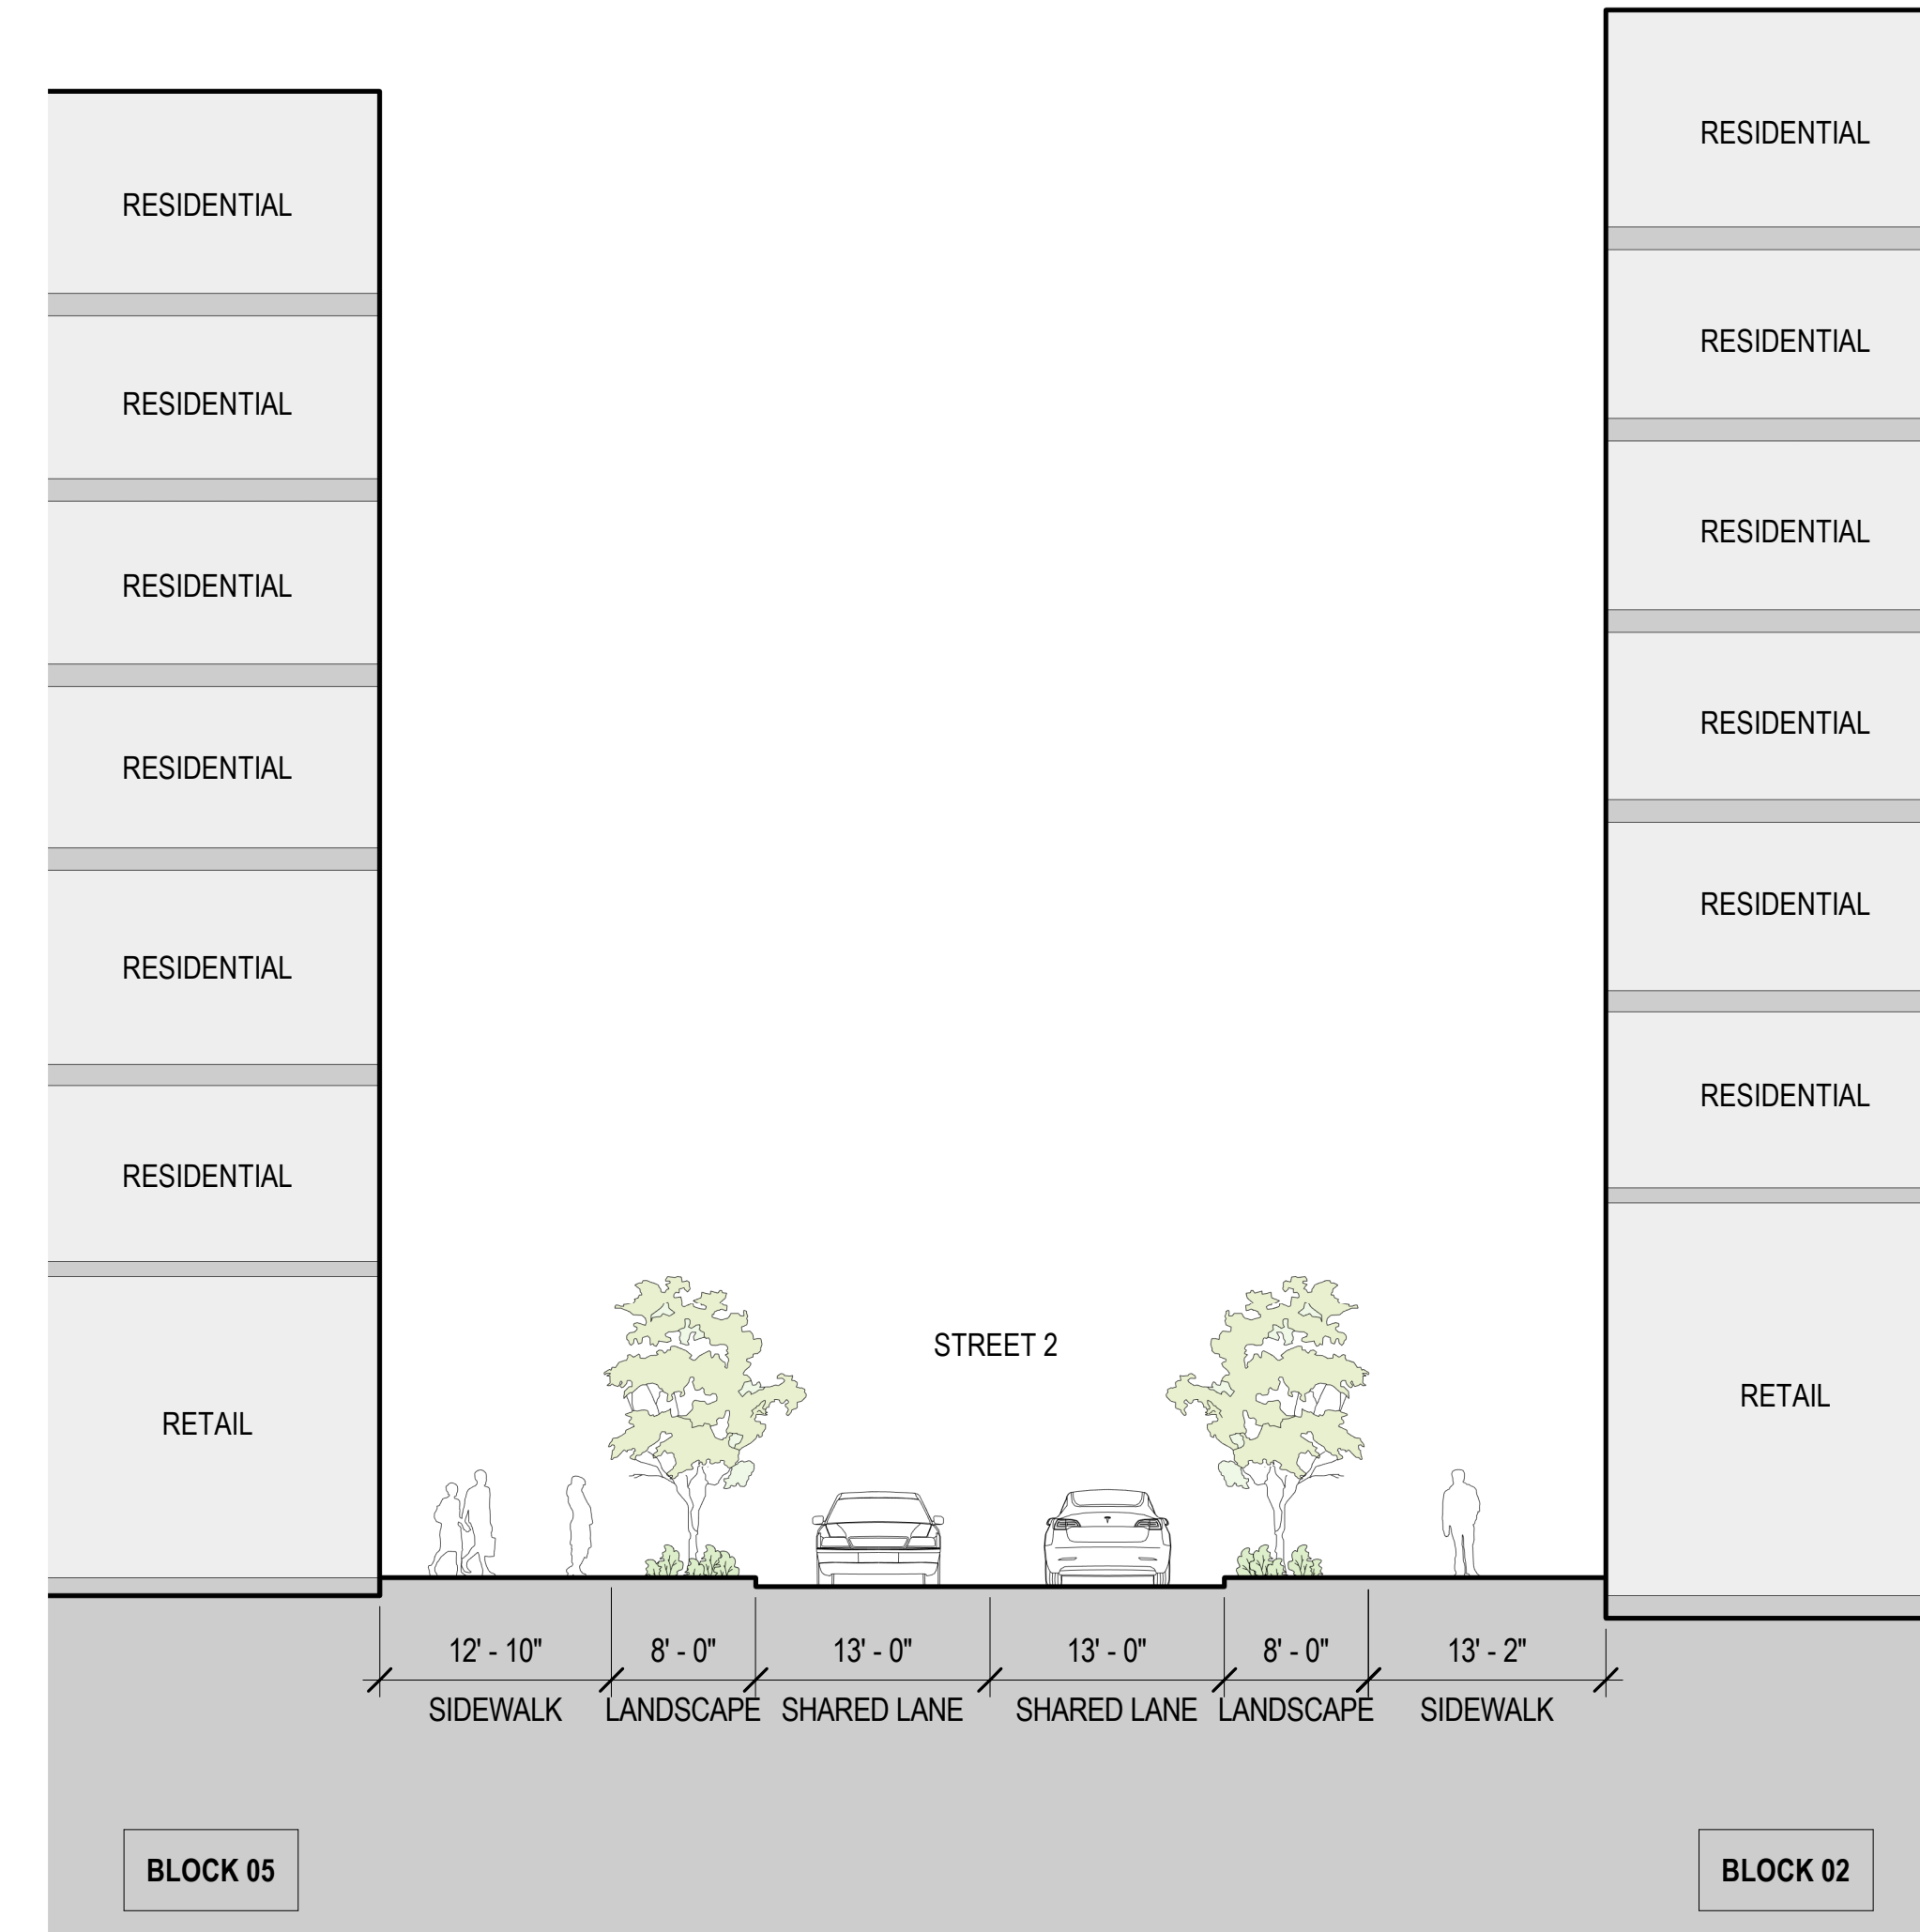 RESIDENTIAL
RESIDENTIAL
RESIDENTIAL
RESIDENTIAL
RESIDENTIAL
RESIDENTIAL
RETAIL
RESIDENTIAL
RESIDENTIAL
RESIDENTIAL
RESIDENTIAL
RESIDENTIAL
RESIDENTIAL
RETAIL
STREET 2
12' - 10" 8' - 0" 13' - 0" 13' - 0" 8' - 0" 13' - 2"
SIDEWALK LANDSCAPE SHARED LANE SHARED LANE LANDSCAPE SIDEWALK
BLOCK 05
BLOCK 02